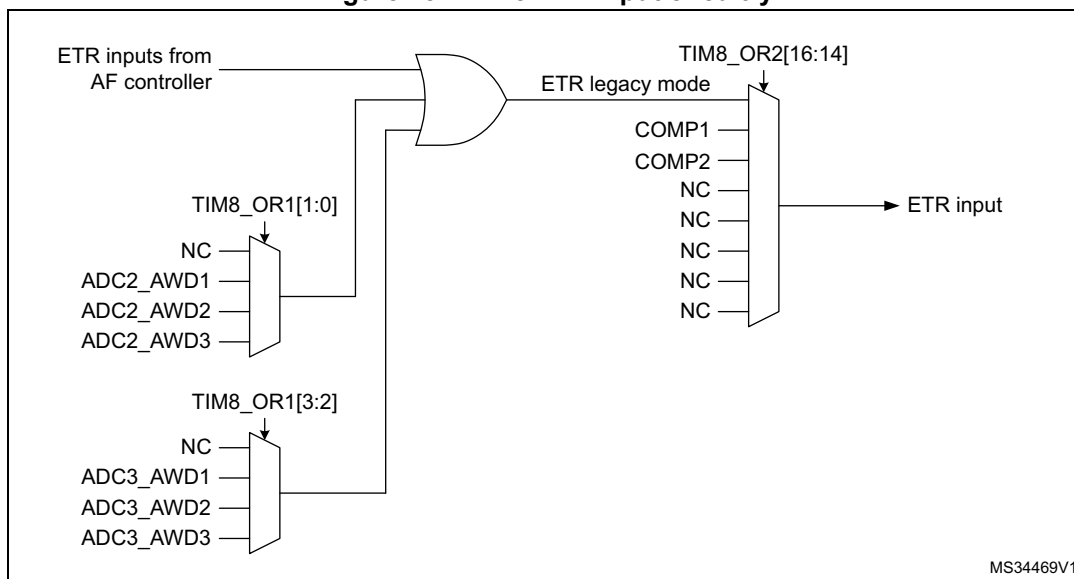 ETR inputs from
AF controller
ETR legacy mode
TIM8_OR2[16:14]
COMP1
COMP2
NC
NC
NC
NC
NC
ETR input
TIM8_OR1[1:0]
NC
ADC2_AWD1
ADC2_AWD2
ADC2_AWD3
TIM8_OR1[3:2]
NC
ADC3_AWD1
ADC3_AWD2
ADC3_AWD3
MS34469V1